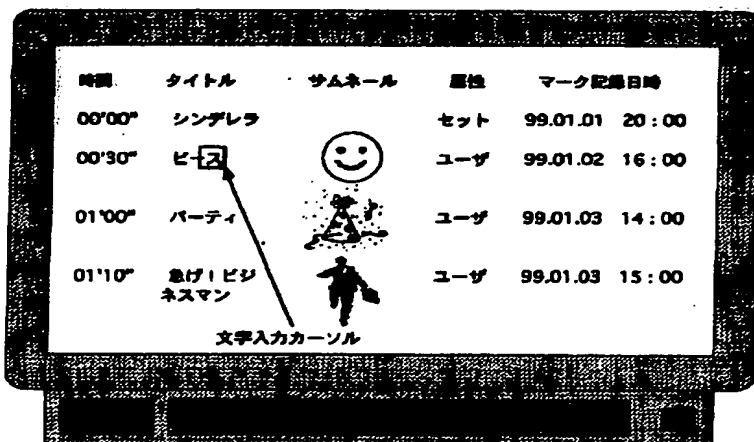 時間 タイトル サムネール 属性 マーク記録日時
00'00" シンデレラ セット 99.01.01 20:00
00'30" ピース ユーザ 99.01.02 16:00
01'00" パーティ ユーザ 99.01.03 14:00
01'10" 急げ!ビジ ユーザ 99.01.03 15:00
ネスマン
文字入力カーソル